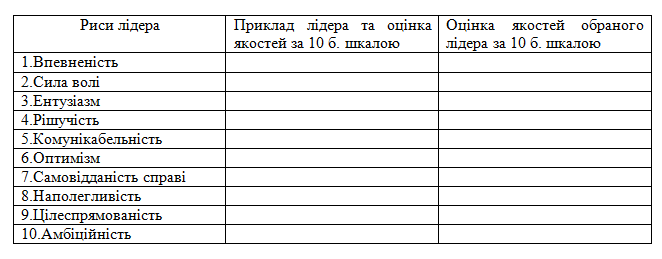 Риси лідера
Приклад лідера та оцінка
якостей за 10 б. шкалою
Оцінка якостей обраного
лідера за 10 б. шкалою
1.Впевненість
2.Сила волі
3.Ентузіазм
4.Рішучість
5.Комунікабельність
6.Оптимізм
7.Самовідданість справі
8.Наполегливість
9.Цілеспрямованість
10.Амбіційність